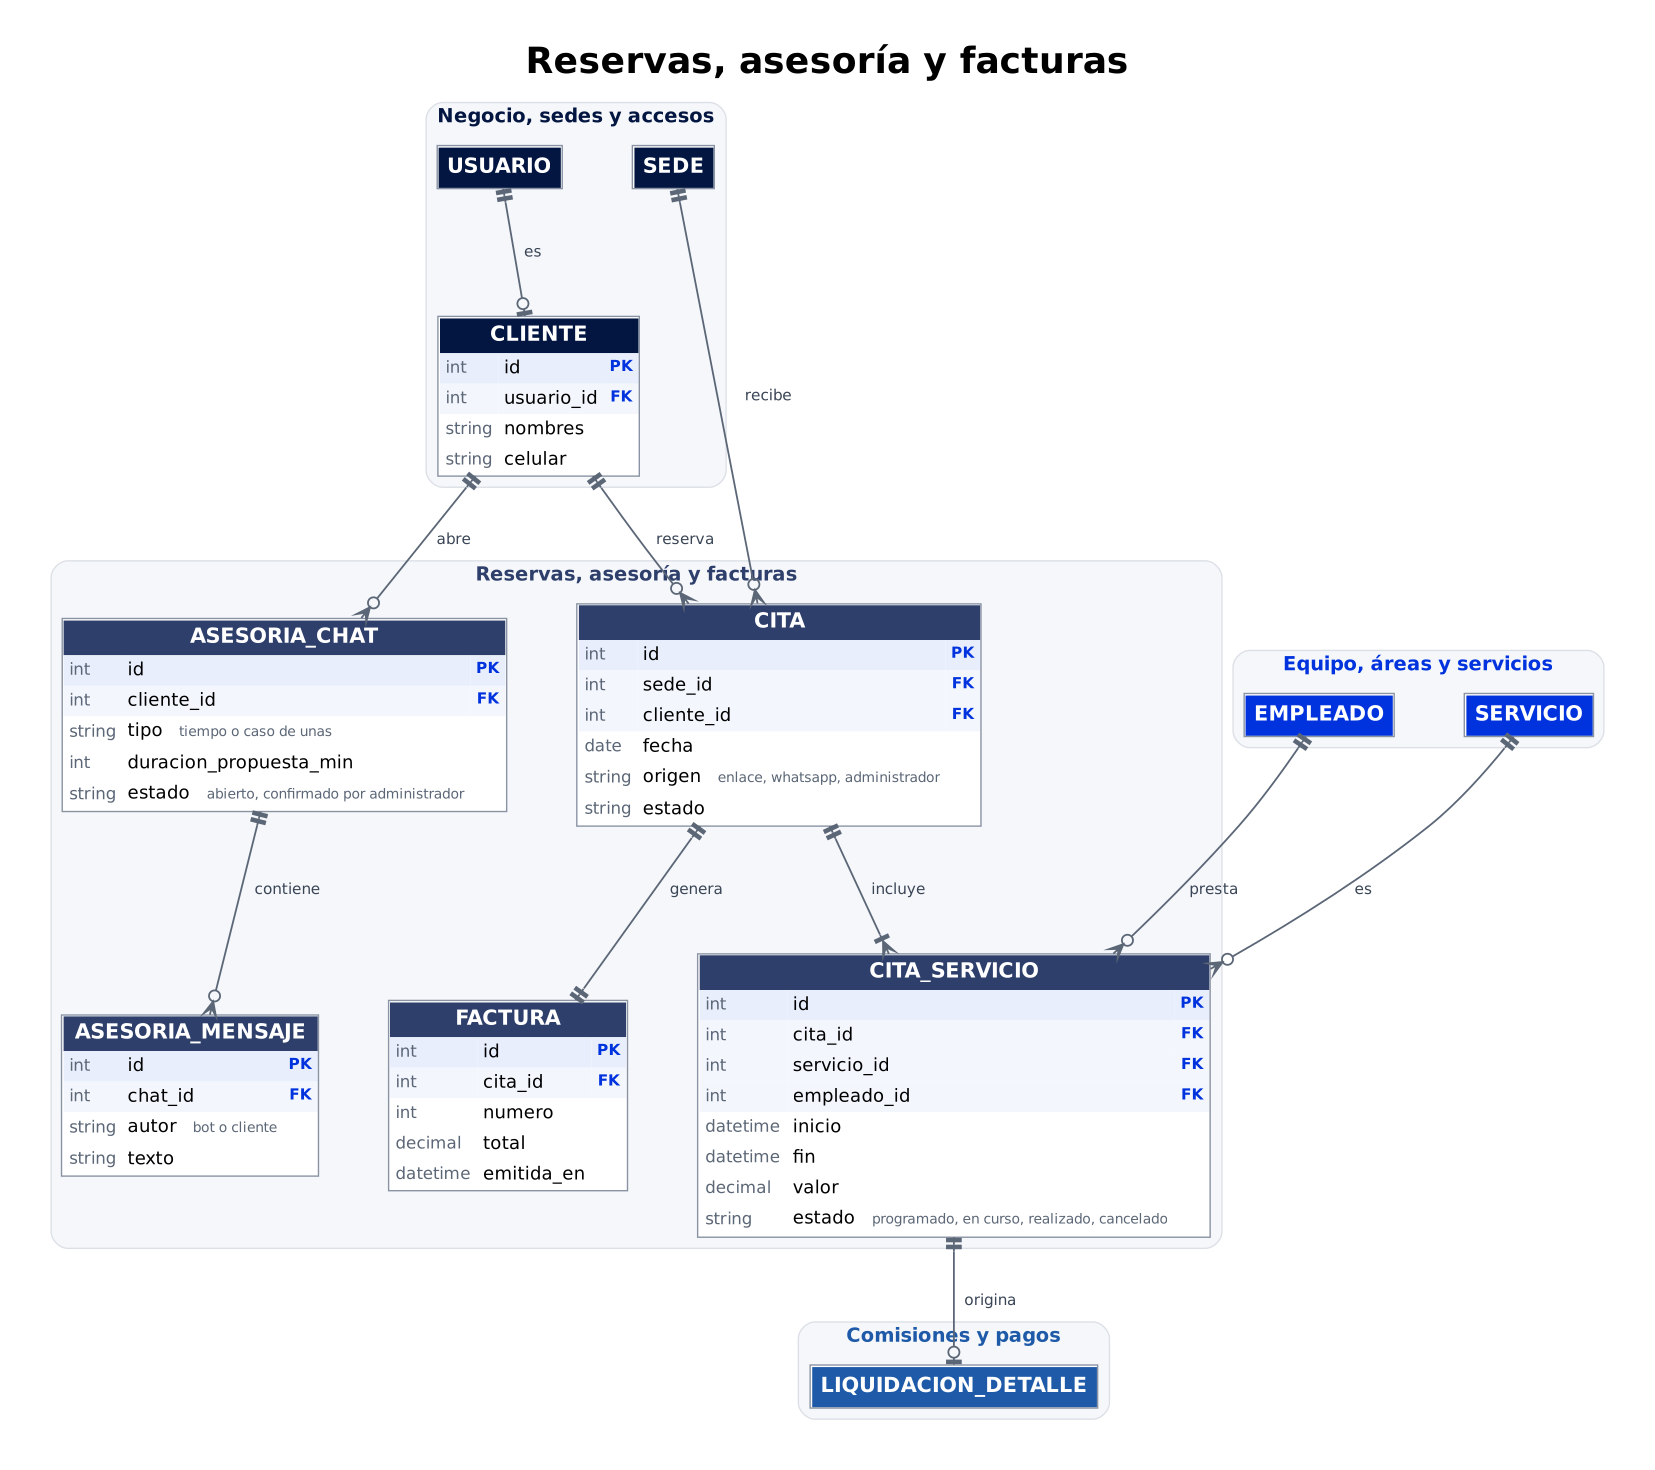 Reservas, asesoría y facturas
Negocio, sedes y accesos
USUARIO
SEDE
es
CLIENTE
int id PK
int usuario_id FK
string nombres
string celular
recibe
abre
reserva
Reservas, asesoría y facturas
ASESORIA_CHAT
int id PK
int cliente_id FK
string tipo tiempo o caso de unas
int duracion_propuesta_min
string estado abierto, confirmado por administrador
CITA
int id PK
int sede_id FK
int cliente_id FK
date fecha
string origen enlace, whatsapp, administrador
string estado
Equipo, áreas y servicios
EMPLEADO
SERVICIO
contiene
genera
incluye
presta
es
ASESORIA_MENSAJE
int id PK
int chat_id FK
string autor bot o cliente
string texto
FACTURA
int id PK
int cita_id FK
int numero
decimal total
datetime emitida_en
CITA_SERVICIO
int id PK
int cita_id FK
int servicio_id FK
int empleado_id FK
datetime inicio
datetime fin
decimal valor
string estado programado, en curso, realizado, cancelado
origina
Comisiones y pagos
LIQUIDACION_DETALLE